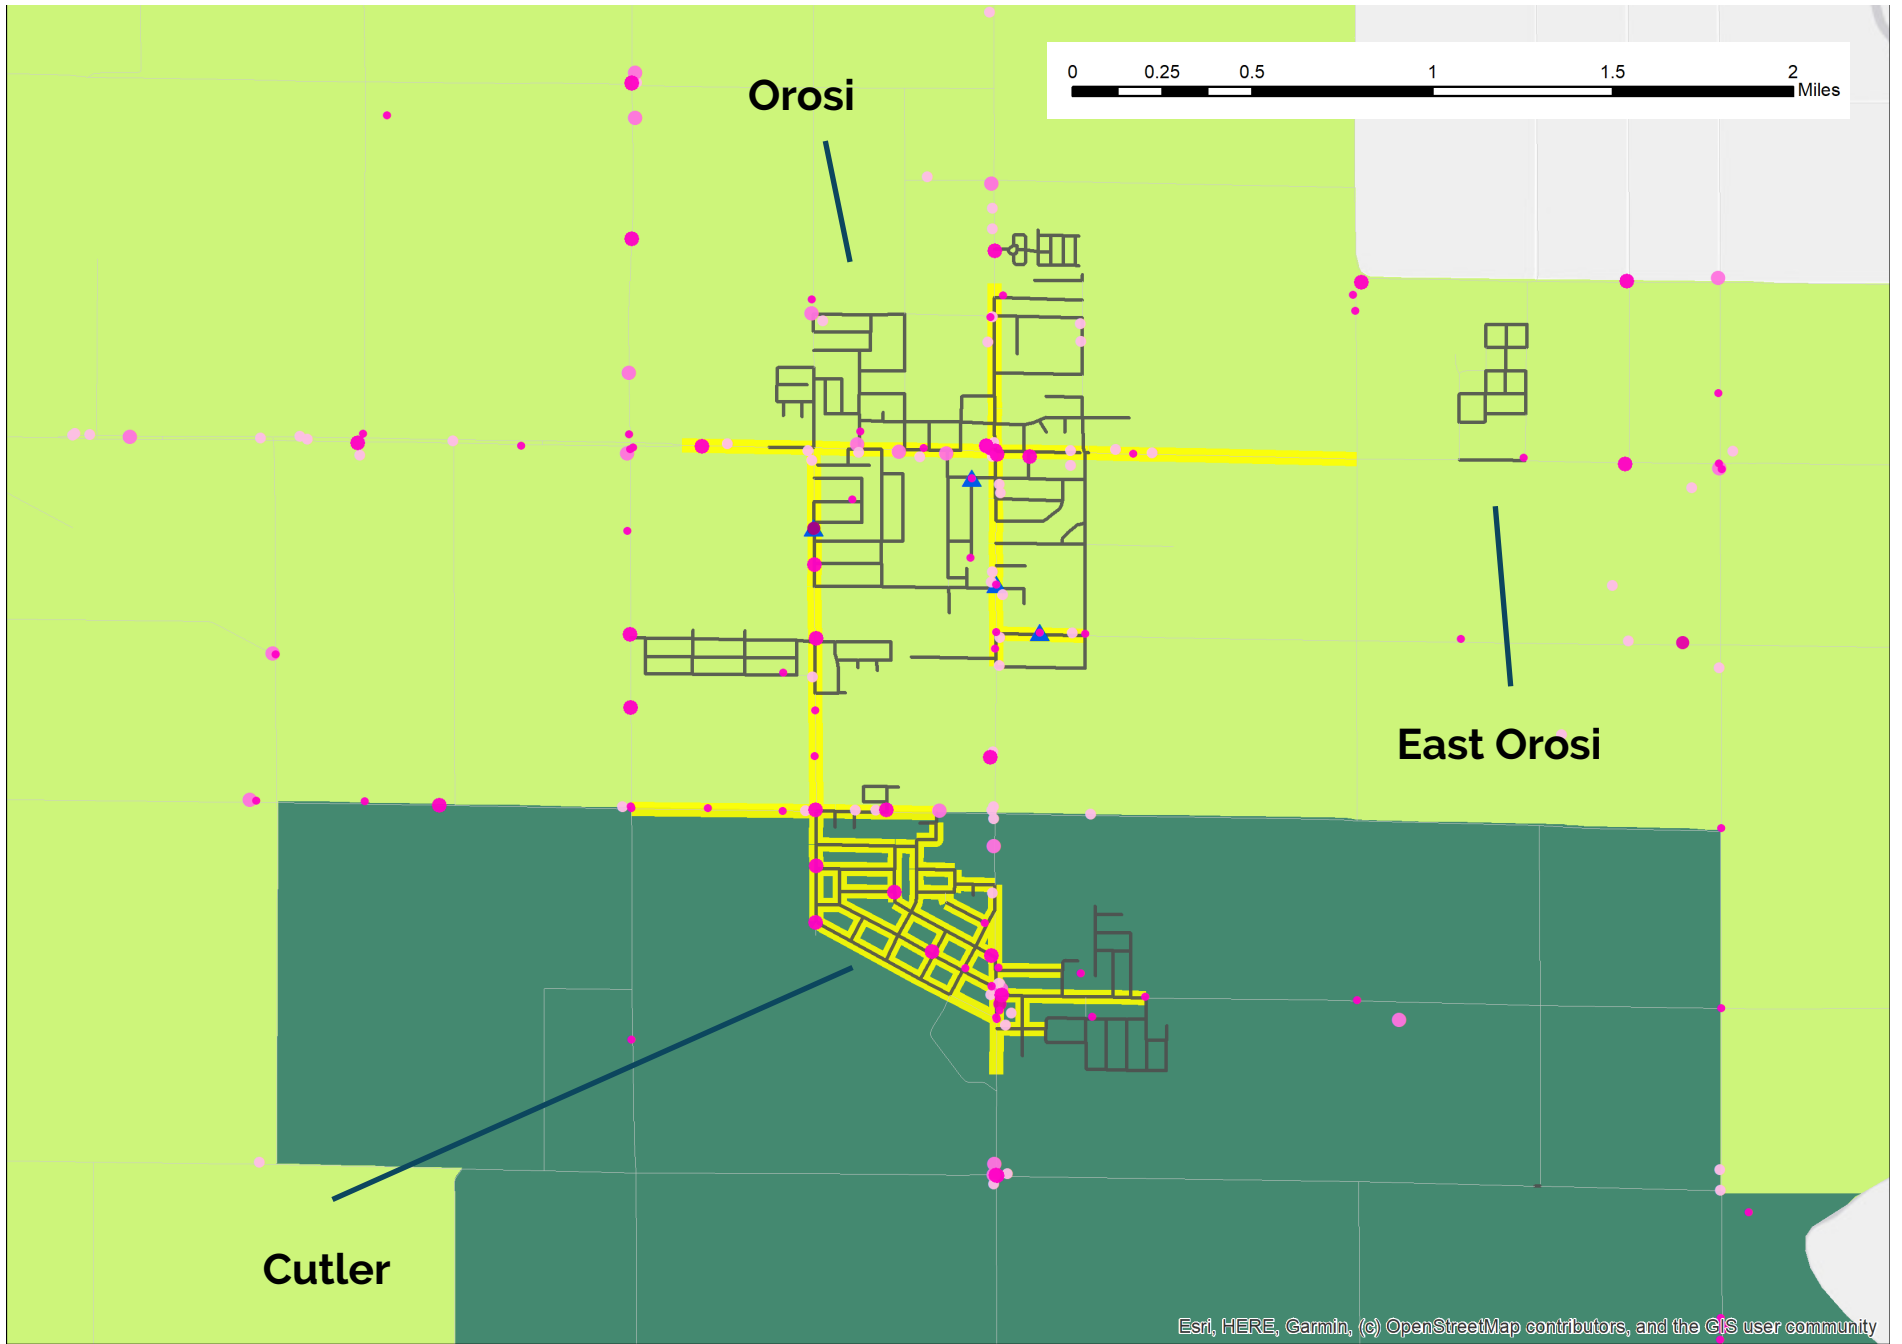 Orosi
0 0.25 0.5 1 1.5 2
Miles
East Orosi
Cutler
Esri, HERE, Garmin, (c) OpenStreetMap contributors, and the GIS user community